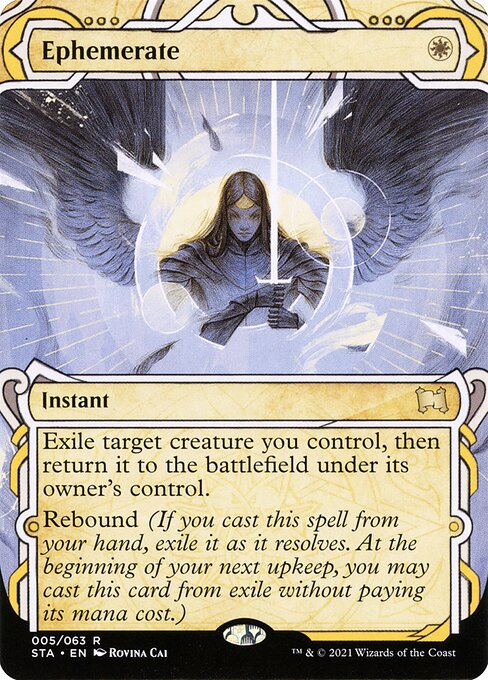 Ephemerate
Instant
Exile target creature you control, then
return it to the battlefield under its
owner's control.
Rebound (If you cast this spell from
your hand, exile it as it resolves. At the
beginning of your next upkeep, you may
cast this card from exile without paying
its mana cost.)
005/063 R
STA • EN Rovina Cai
™ & © 2021 Wizards of the Coast